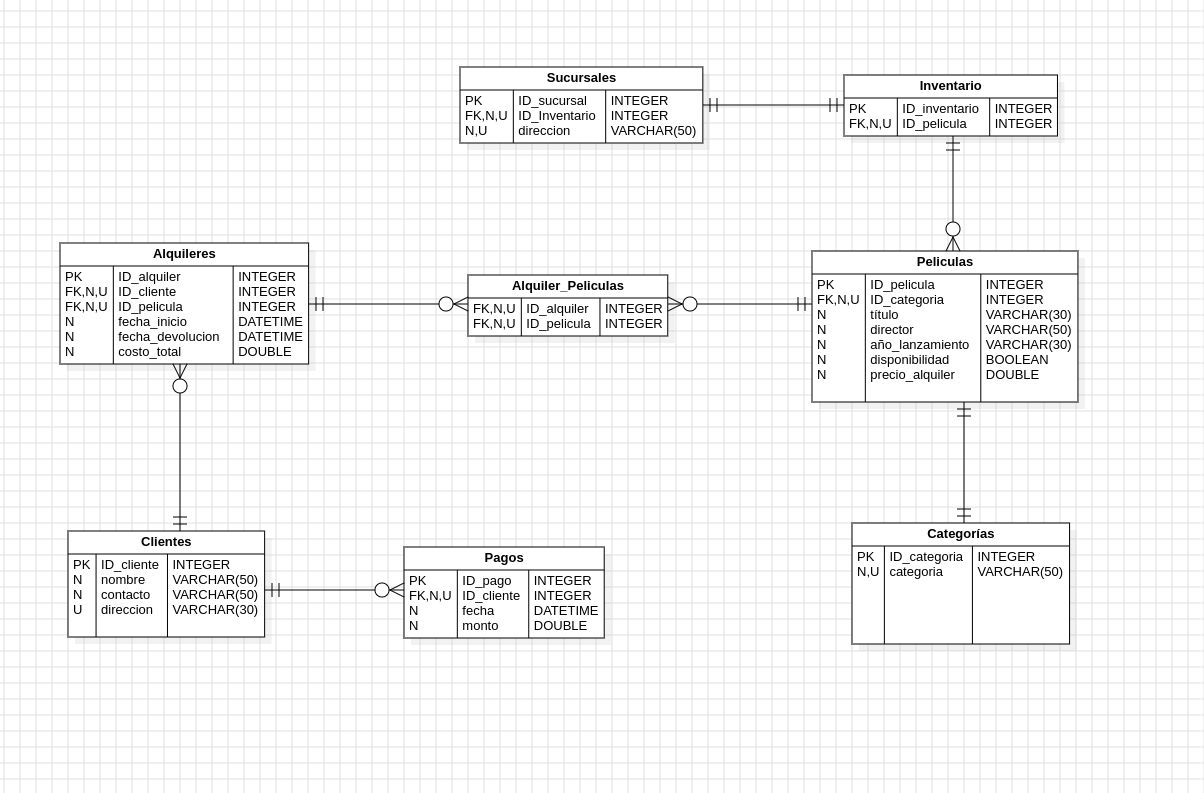 Sucursales
PK ID_sucursal INTEGER
FK,N,U ID_Inventario INTEGER
N,U direccion VARCHAR(50)
Inventario
PK ID_inventario INTEGER
FK,N,U ID_pelicula INTEGER
Alquileres
PK ID_alquiler INTEGER
FK,N,U ID_cliente INTEGER
FK,N,U ID_pelicula INTEGER
N fecha_inicio DATETIME
N fecha_devolucion DATETIME
N costo_total DOUBLE
Alquiler_Peliculas
FK,N,U ID_alquiler INTEGER
FK,N,U ID_pelicula INTEGER
Peliculas
PK ID_pelicula INTEGER
FK,N,U ID_categoria INTEGER
N título VARCHAR(30)
N director VARCHAR(50)
N año_lanzamiento VARCHAR(30)
N disponibilidad BOOLEAN
N precio_alquiler DOUBLE
Clientes
PK ID_cliente INTEGER
N nombre VARCHAR(50)
N contacto VARCHAR(50)
U direccion VARCHAR(30)
Pagos
PK ID_pago INTEGER
FK,N,U ID_cliente INTEGER
N fecha DATETIME
N monto DOUBLE
Categorías
PK ID_categoria INTEGER
N,U categoria VARCHAR(50)